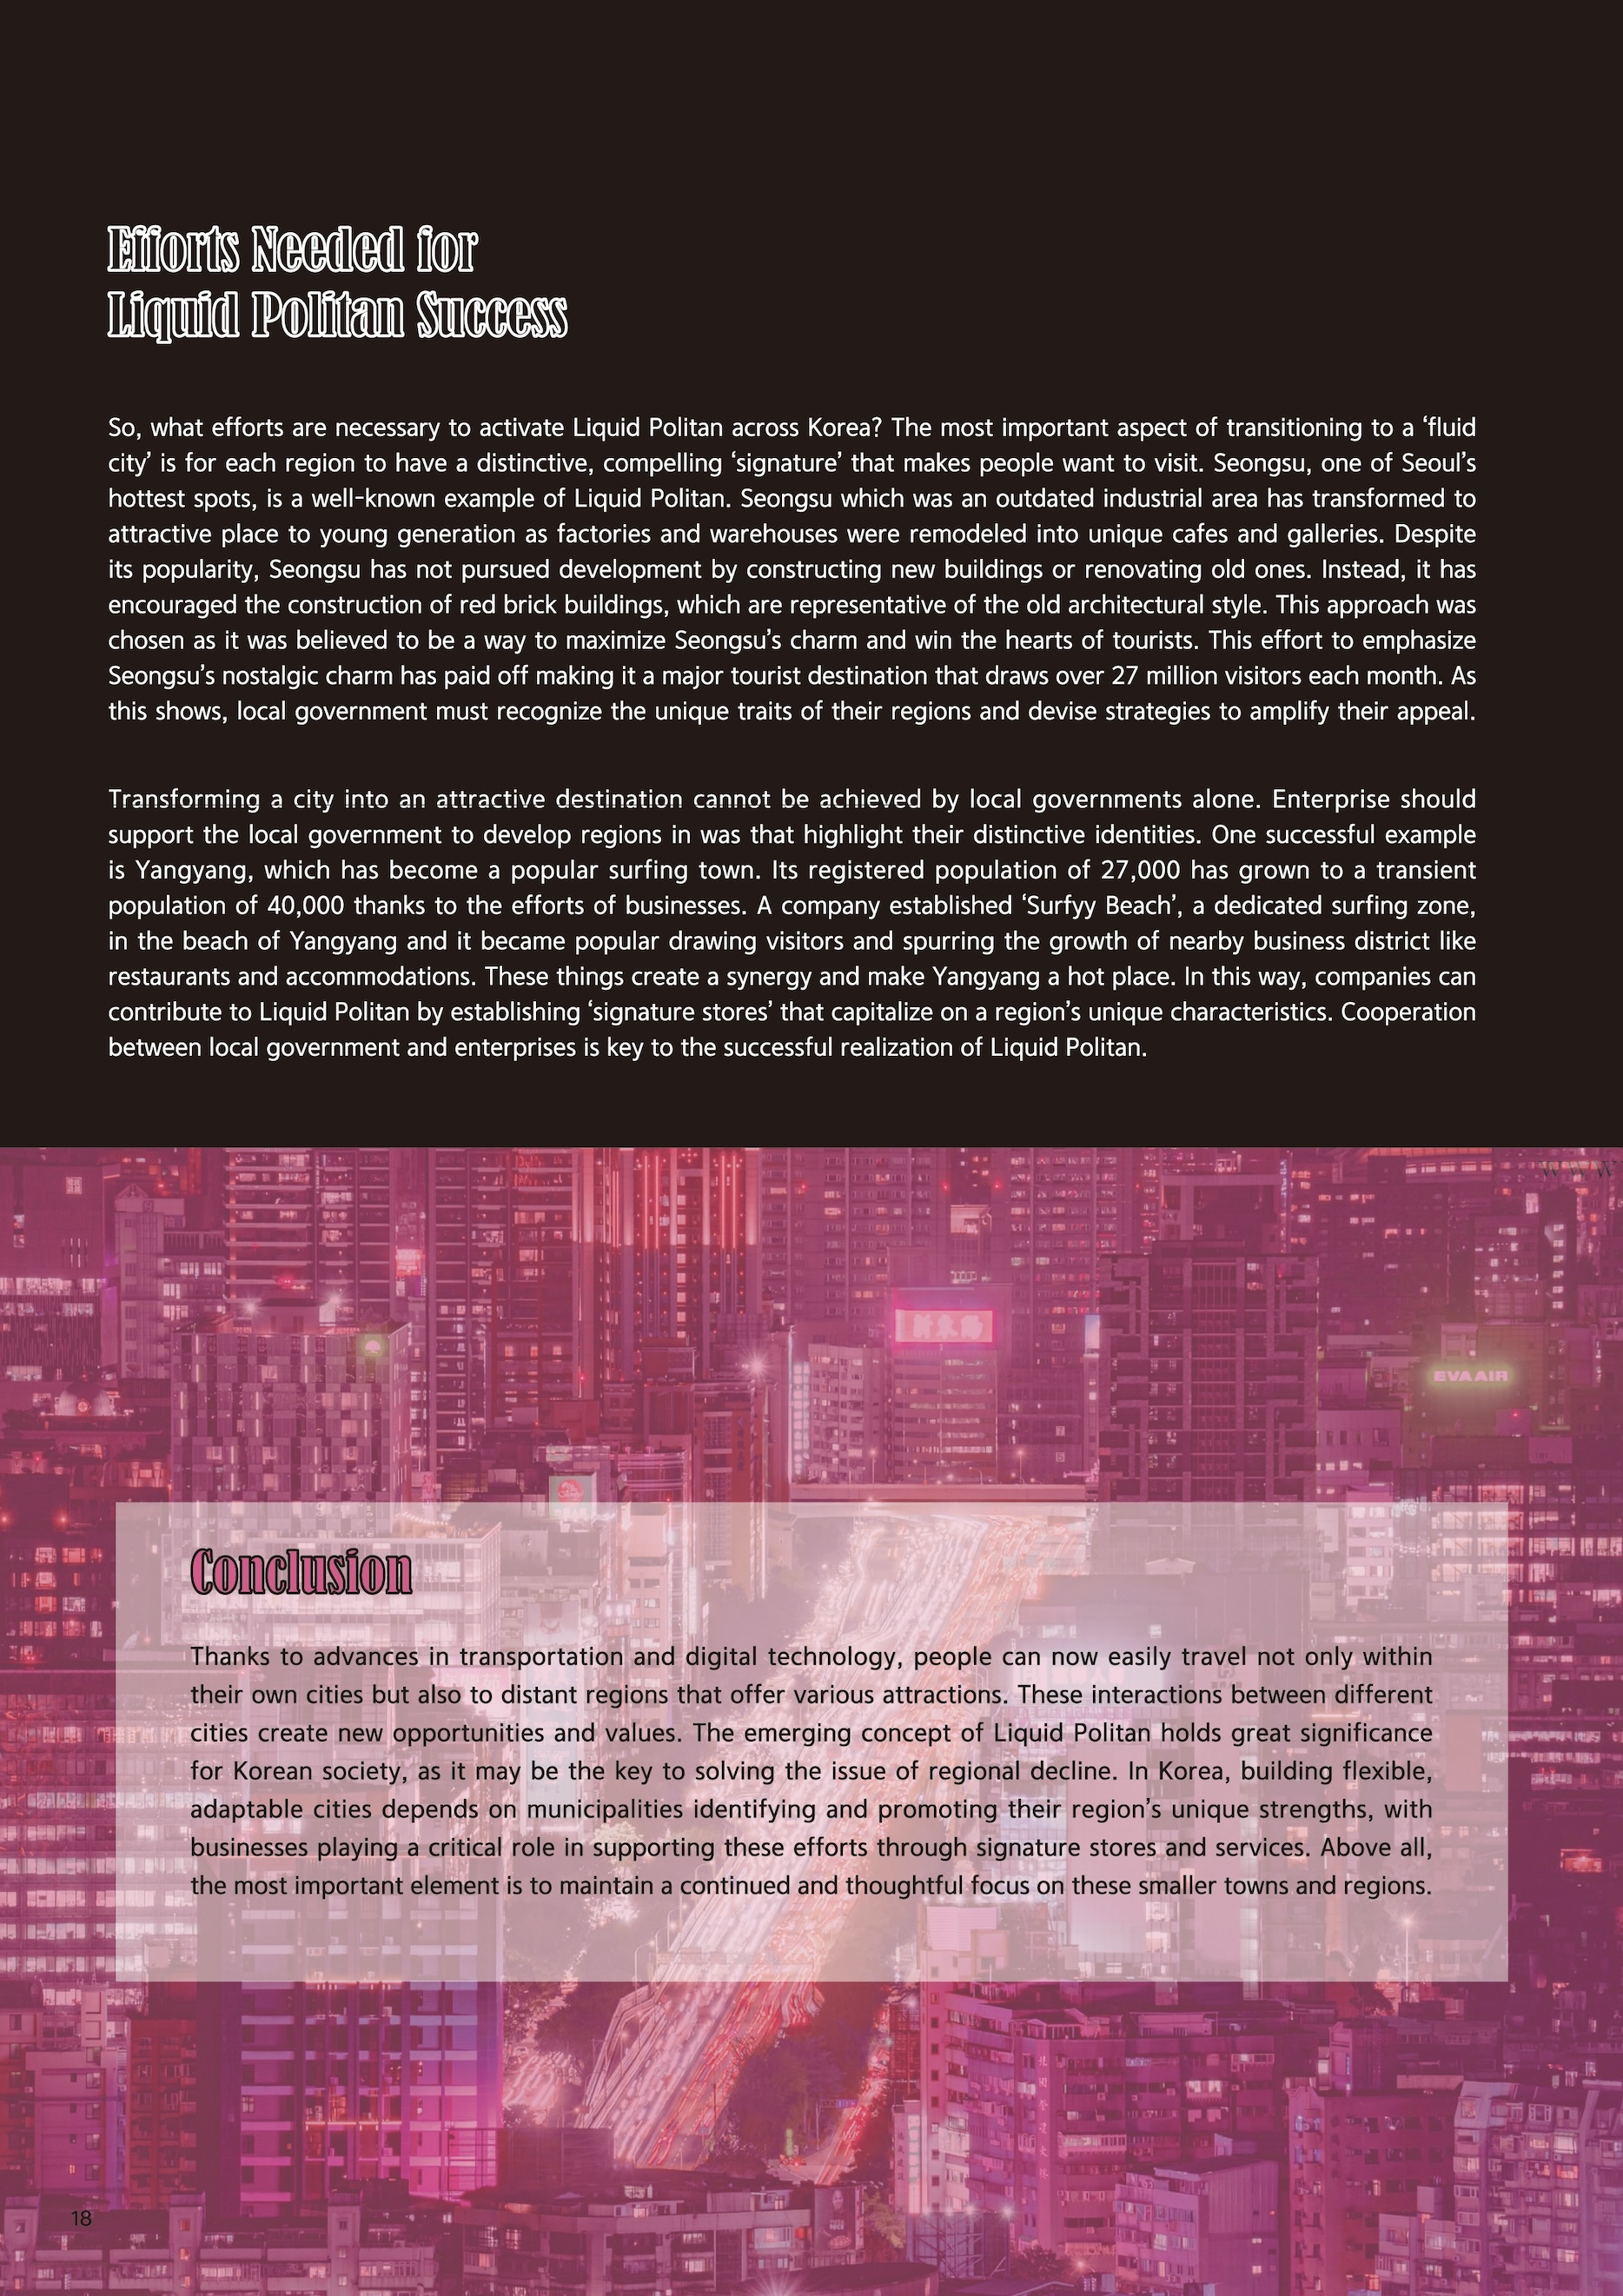 Efforts Needed for
Liquid Politan Success
So, what efforts are necessary to activate Liquid Politan across Korea? The most important aspect of transitioning to a ‘fluid
city’ is for each region to have a distinctive, compelling ‘signature’ that makes people want to visit. Seongsu, one of Seoul’s
hottest spots, is a well-known example of Liquid Politan. Seongsu which was an outdated industrial area has transformed to
attractive place to young generation as factories and warehouses were remodeled into unique cafes and galleries. Despite
its popularity, Seongsu has not pursued development by constructing new buildings or renovating old ones. Instead, it has
encouraged the construction of red brick buildings, which are representative of the old architectural style. This approach was
chosen as it was believed to be a way to maximize Seongsu’s charm and win the hearts of tourists. This effort to emphasize
Seongsu’s nostalgic charm has paid off making it a major tourist destination that draws over 27 million visitors each month. As
this shows, local government must recognize the unique traits of their regions and devise strategies to amplify their appeal.
Transforming a city into an attractive destination cannot be achieved by local governments alone. Enterprise should
support the local government to develop regions in was that highlight their distinctive identities. One successful example
is Yangyang, which has become a popular surfing town. Its registered population of 27,000 has grown to a transient
population of 40,000 thanks to the efforts of businesses. A company established ‘Surfyy Beach’, a dedicated surfing zone,
in the beach of Yangyang and it became popular drawing visitors and spurring the growth of nearby business district like
restaurants and accommodations. These things create a synergy and make Yangyang a hot place. In this way, companies can
contribute to Liquid Politan by establishing ‘signature stores’ that capitalize on a region’s unique characteristics. Cooperation
between local government and enterprises is key to the successful realization of Liquid Politan.
WWW
EVA AIR
Conclusion
Thanks to advances in transportation and digital technology, people can now easily travel not only within
their own cities but also to distant regions that offer various attractions. These interactions between different
cities create new opportunities and values. The emerging concept of Liquid Politan holds great significance
for Korean society, as it may be the key to solving the issue of regional decline. In Korea, building flexible,
adaptable cities depends on municipalities identifying and promoting their region’s unique strengths, with
businesses playing a critical role in supporting these efforts through signature stores and services. Above all,
the most important element is to maintain a continued and thoughtful focus on these smaller towns and regions.
18